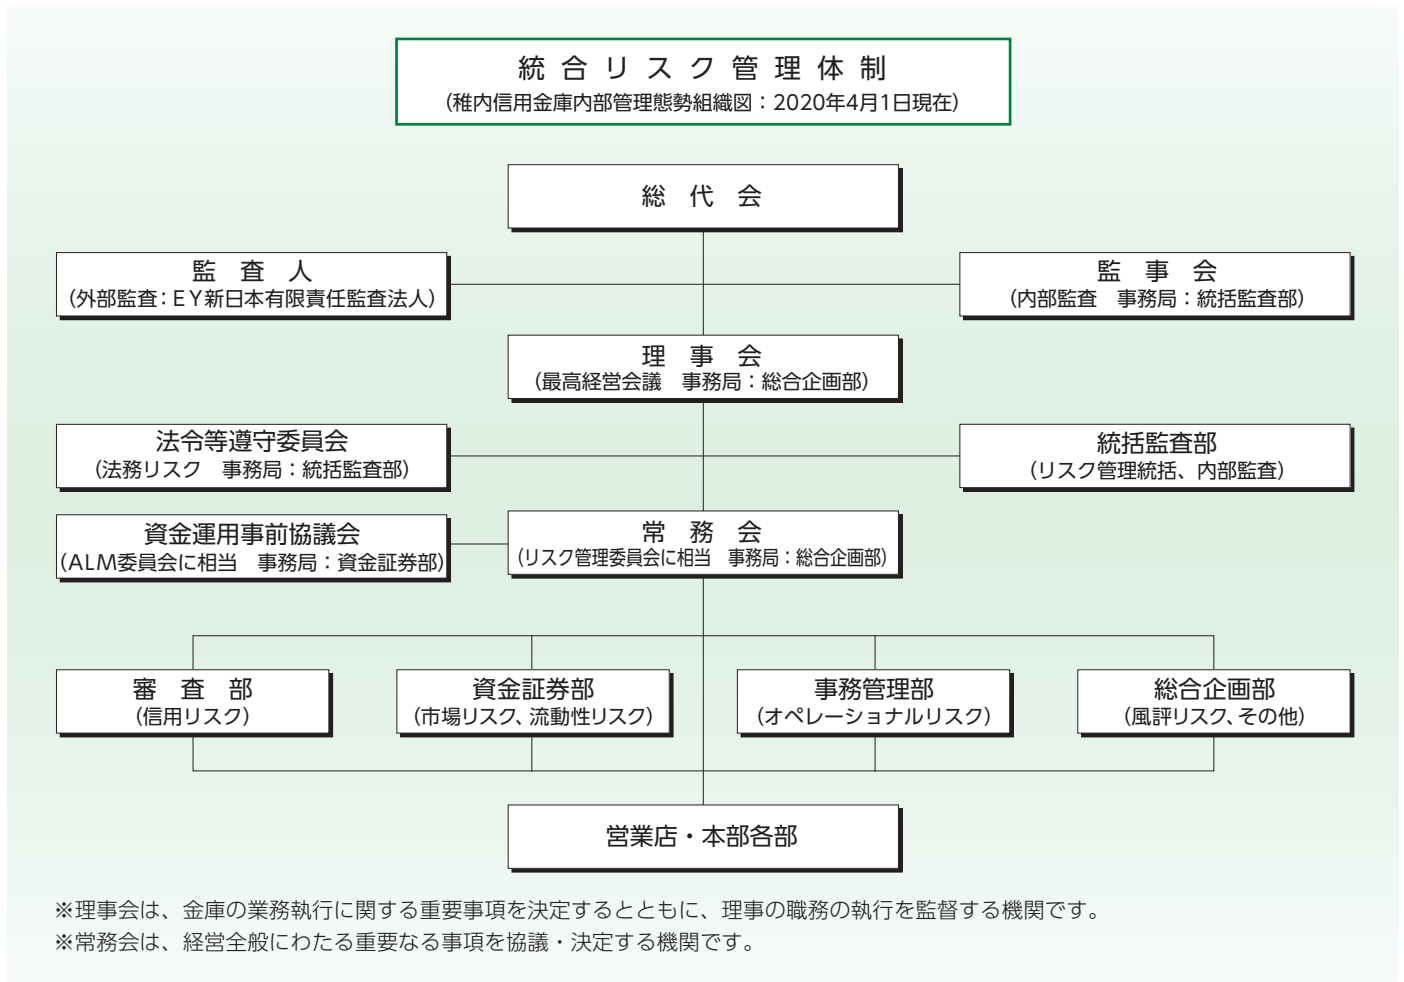 統合リスク管理体制
（稚内信用金庫内部管理態勢組織図：2020年4月1日現在）
総　代　会
監　査　人
（外部監査：ＥＹ新日本有限責任監査法人）
監　事　会
（内部監査　事務局：統括監査部）
理　事　会
（最高経営会議　事務局：総合企画部）
法令等遵守委員会
（法務リスク　事務局：統括監査部）
統括監査部
（リスク管理統括、内部監査）
資金運用事前協議会
（ALM委員会に相当　事務局：資金証券部）
常　務　会
（リスク管理委員会に相当　事務局：総合企画部）
審　査　部
（信用リスク）
資金証券部
（市場リスク、流動性リスク）
事務管理部
（オペレーショナルリスク）
総合企画部
（風評リスク、その他）
営業店・本部各部
※理事会は、金庫の業務執行に関する重要事項を決定するとともに、理事の職務の執行を監督する機関です。
※常務会は、経営全般にわたる重要なる事項を協議・決定する機関です。